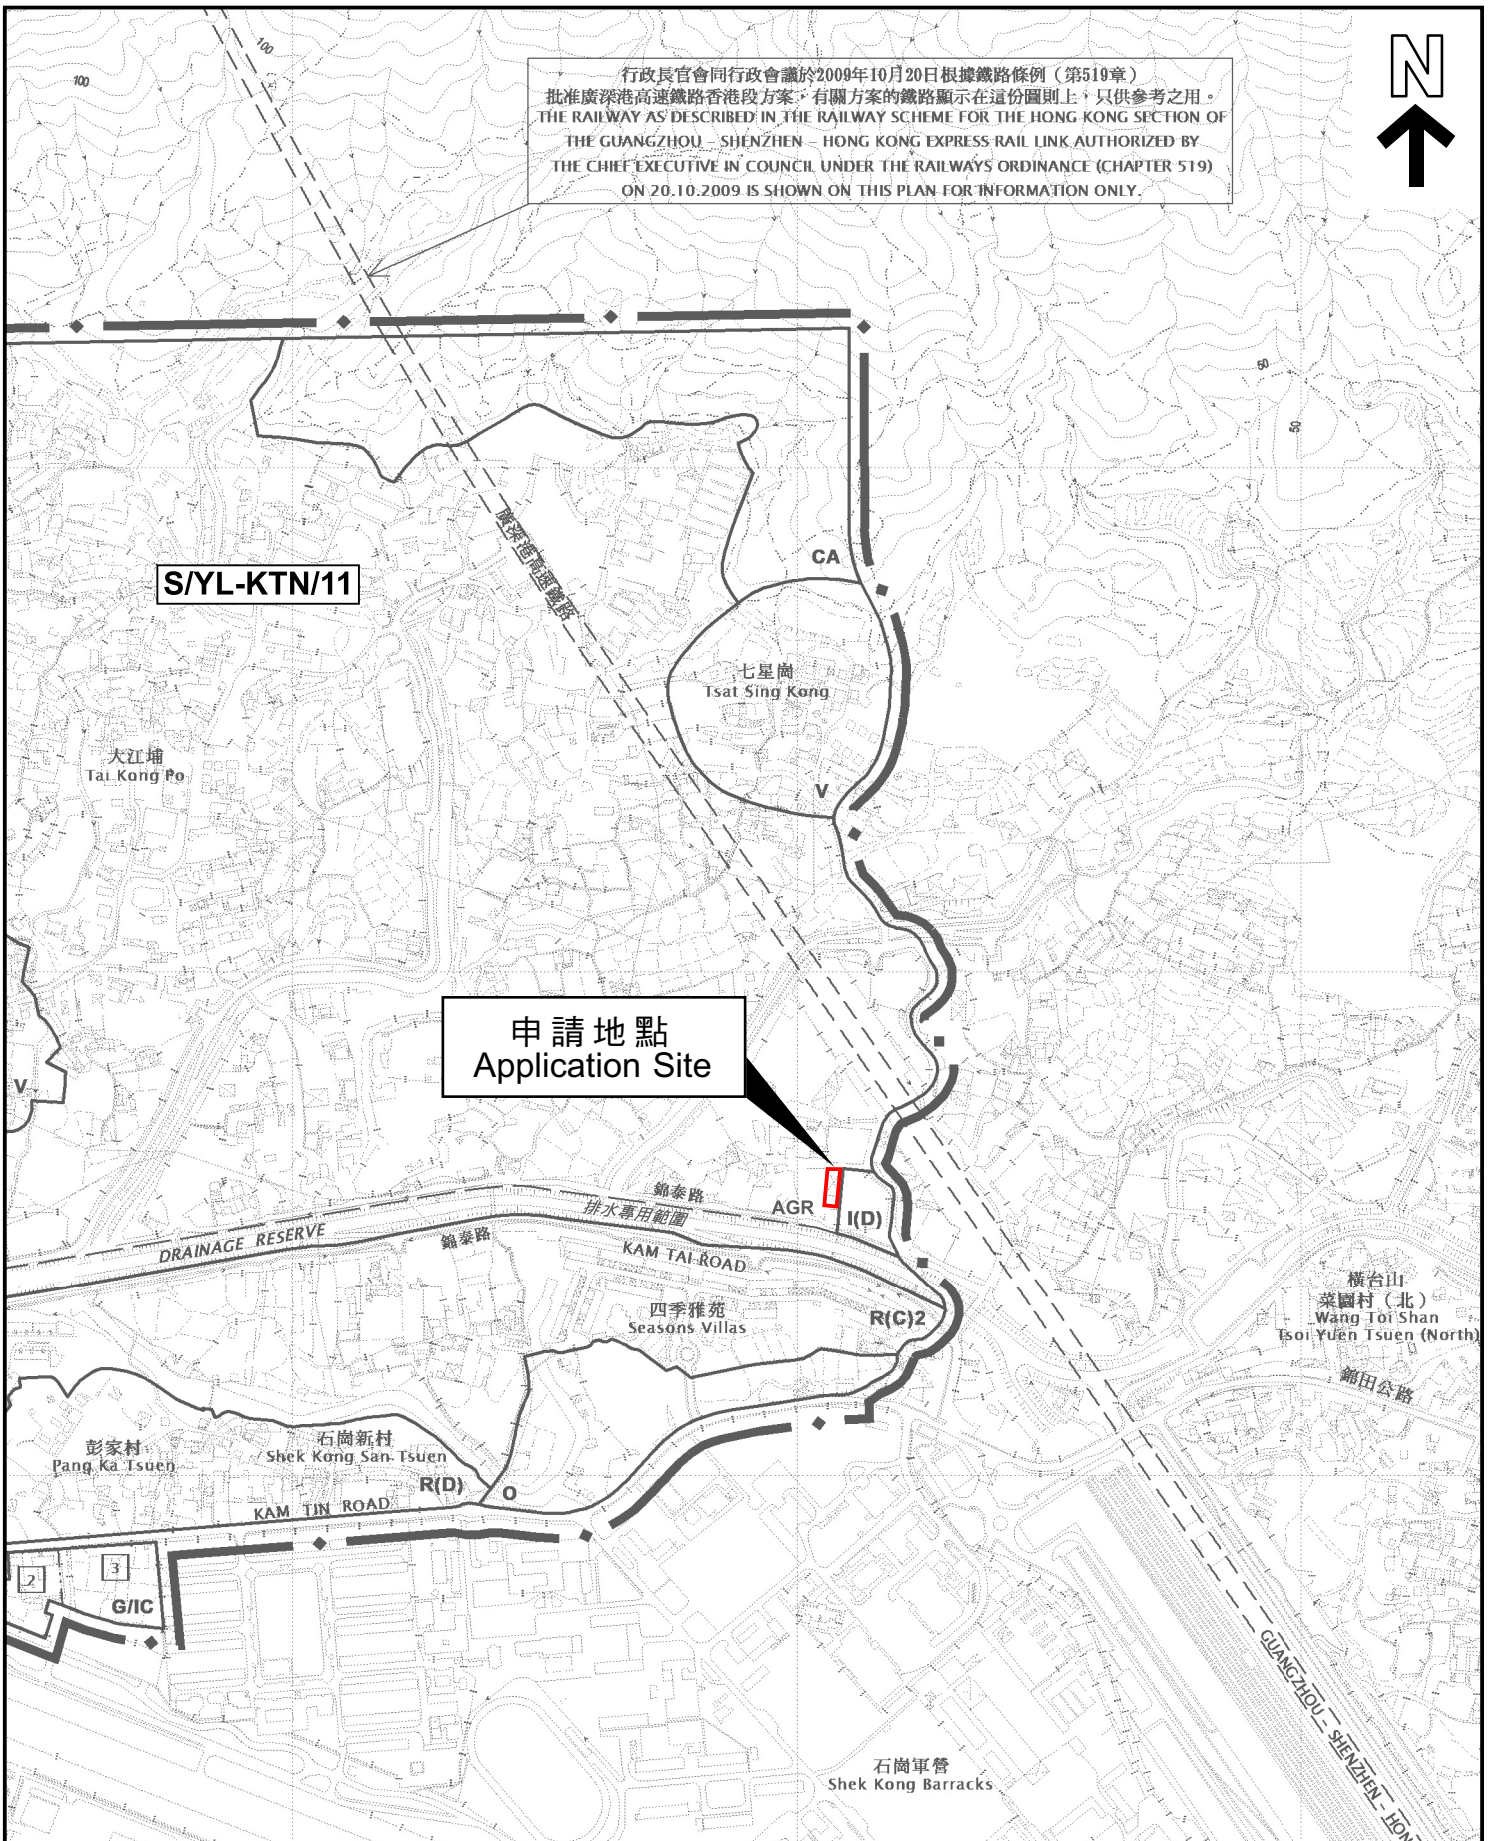 100
100
N
行政長官會同行政會議於2009年10月20日根據鐵路條例（第519章）
批准廣深港高速鐵路香港段方案，有關方案的鐵路顯示在這份圖則上，只供參考之用。
THE RAILWAY AS DESCRIBED IN THE RAILWAY SCHEME FOR THE HONG KONG SECTION OF
THE GUANGZHOU – SHENZHEN – HONG KONG EXPRESS RAIL LINK AUTHORIZED BY
THE CHIEF EXECUTIVE IN COUNCIL UNDER THE RAILWAYS ORDINANCE (CHAPTER 519)
ON 20.10.2009 IS SHOWN ON THIS PLAN FOR INFORMATION ONLY.
50
50
廣深港高速鐵路
CA
S/YL-KTN/11
七星崗
Tsat Sing Kong
大江埔
Tai Kong Po
V
申請地點
Application Site
V
錦泰路
排水專用範圍
AGR
I(D)
DRAINAGE RESERVE
錦泰路
KAM TAI ROAD
四季雅苑
Seasons Villas
R(C)2
橫台山
菜園村（北）
Wang Toi Shan
Tsoi Yuen Tsuen (North)
錦田公路
彭家村
Pang Ka Tsuen
石崗新村
Shek Kong San Tsuen
R(D)
O
KAM TIN ROAD
2
3
G/IC
石崗軍營
Shek Kong Barracks
GUANGZHOU – SHENZHEN – HON